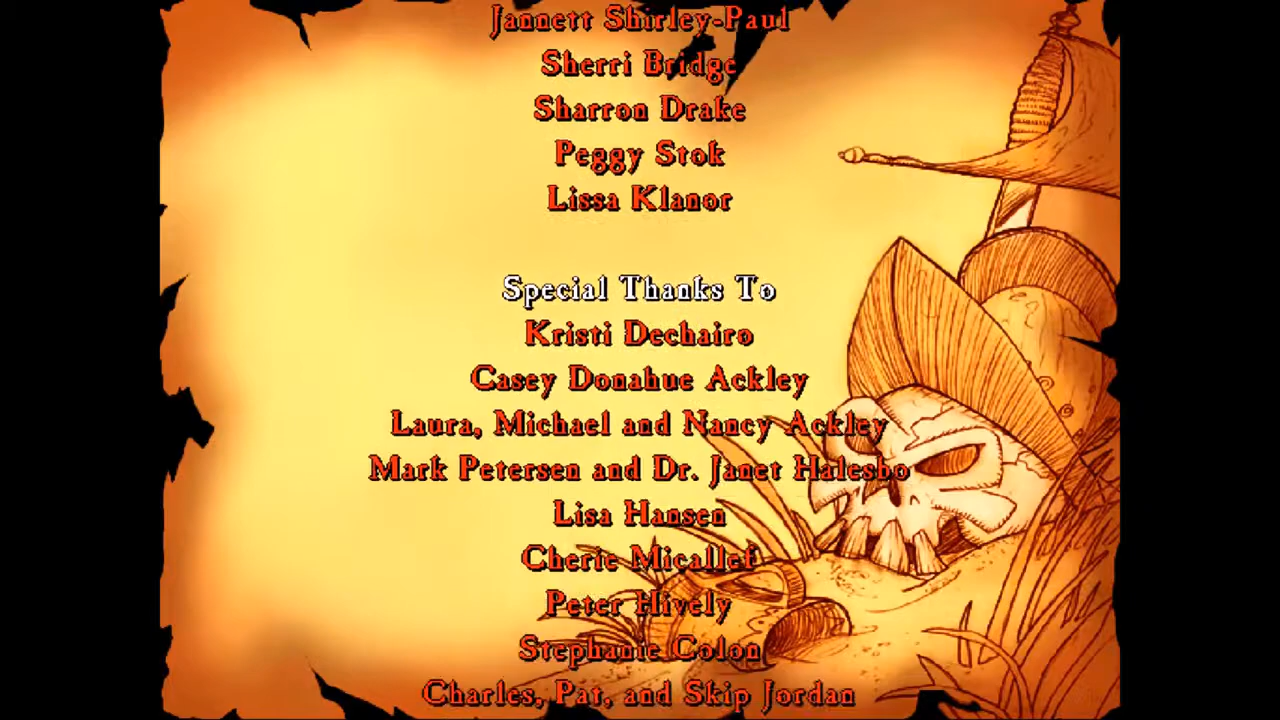 Jannett Shirley-Paul
Sherri Bridge
Sharron Drake
Peggy Stok
Lissa Klanor
Special Thanks To
Kristi Dechairo
Casey Donahue Ackley
Laura, Michael and Nancy Ackley
Mark Petersen and Dr. Janet Halesbo
Lisa Hansen
Cherie Micallef
Peter Hively
Stephanie Colon
Charles, Pat, and Skip Jordan